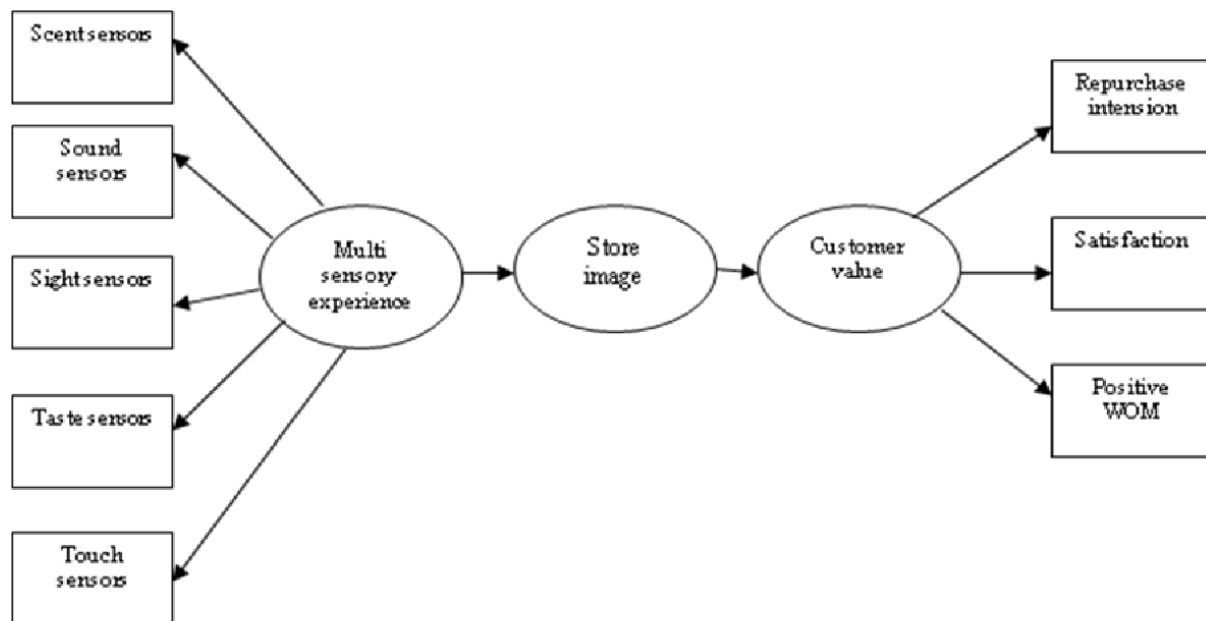 Scent sensors
Sound
sensors
Sight sensors
Taste sensors
Touch
sensors
Multi
sensory
experience
Store
image
Customer
value
Repurchase
intension
Satisfaction
Positive
WOM